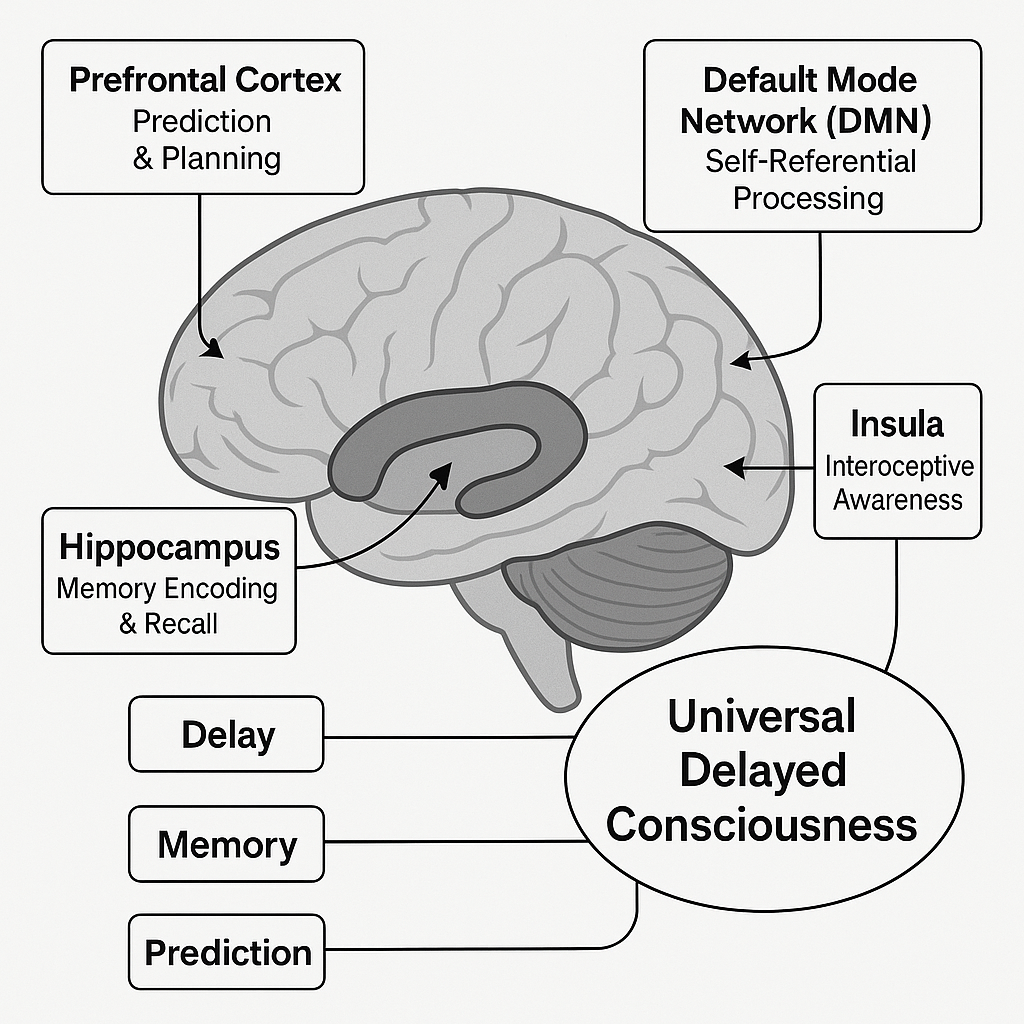 Prefrontal Cortex
Prediction
& Planning
Default Mode
Network (DMN)
Self-Referential
Processing
Insula
Interoceptive
Awareness
Hippocampus
Memory Encoding
& Recall
Delay
Memory
Prediction
Universal
Delayed
Consciousness